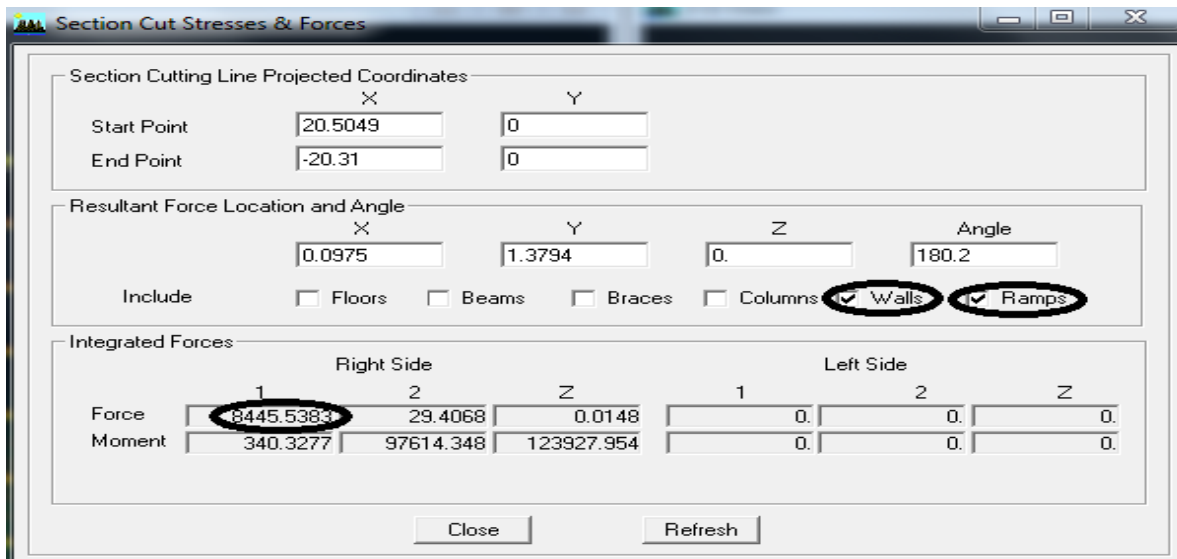 Section Cut Stresses & Forces
Section Cutting Line Projected Coordinates
X Y
Start Point 20.5049 0
End Point -20.31 0
Resultant Force Location and Angle
X Y Z Angle
0.0975 1.3794 0. 180.2
Include Floors Beams Braces Columns Walls Ramps
Integrated Forces
Right Side Left Side
1 2 Z 1 2 Z
Force 8445.5383 29.4068 0.0148 0. 0. 0.
Moment 340.3277 97614.348 123927.954 0. 0. 0.
Close Refresh